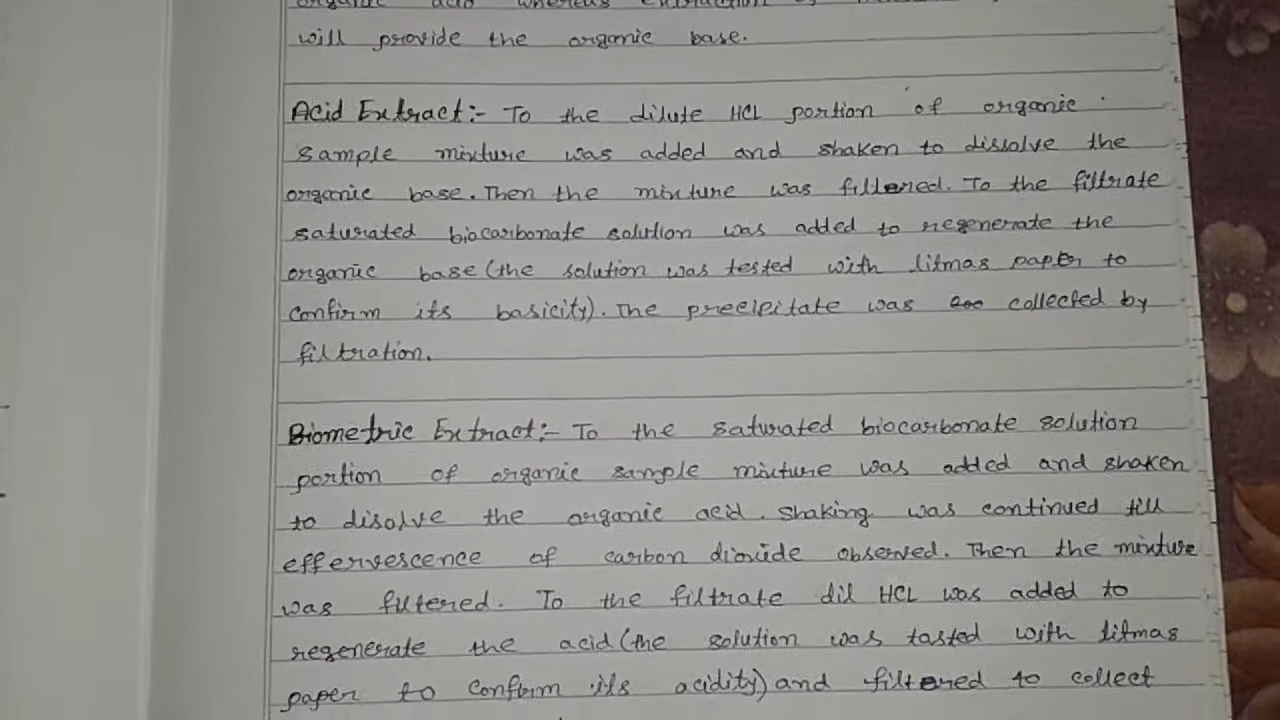 organic acid whereas extraction
will provide the organic base.
Acid Extract:- To the dilute HCL portion of organic
sample mixture was added and shaken to dissolve the
organic base. Then the mixture was filtered. To the filtrate
saturated biocarbonate solution was added to regenerate the
organic base (the solution was tested with litmas paper to
confirm its basicity). The precipitate was collected by
filtration.
Biometric Extract:- To the saturated biocarbonate solution
portion of organic sample mixture was added and shaken
to disolve the organic acid. Shaking was continued till
effervescence of carbon dioxide observed. Then the mixture
was filtered. To the filtrate dil HCL was added to
regenerate the acid (the solution was tasted with litmas
paper to confirm its acidity) and filtered to collect